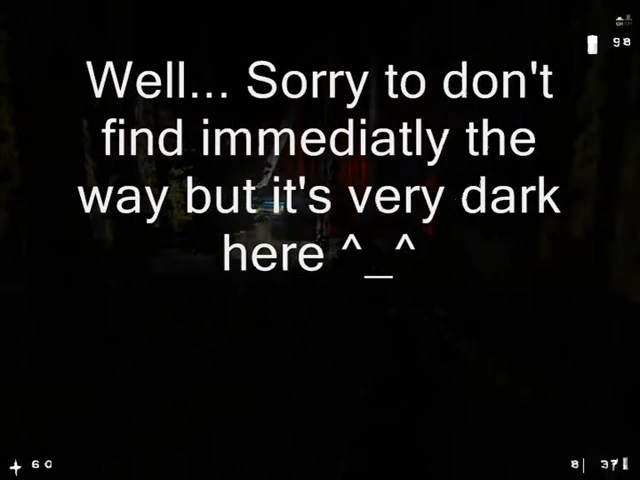 98
Well... Sorry to don't
find immediatly the
way but it's very dark
here ^_^
60
8| 37